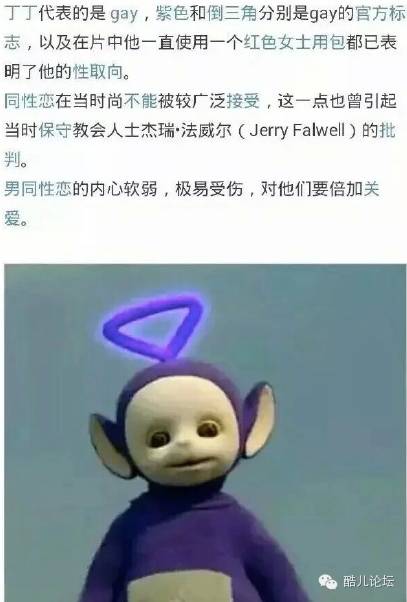 丁丁代表的是 gay，紫色和倒三角分别是gay的官方标
志，以及在片中他一直使用一个红色女士用包都已表
明了他的性取向。
同性恋在当时尚不能被较广泛接受，这一点也曾引起
当时保守教会人士杰瑞•法威尔（Jerry Falwell）的批
判。
男同性恋的内心软弱，极易受伤，对他们要倍加关
爱。
酷儿论坛